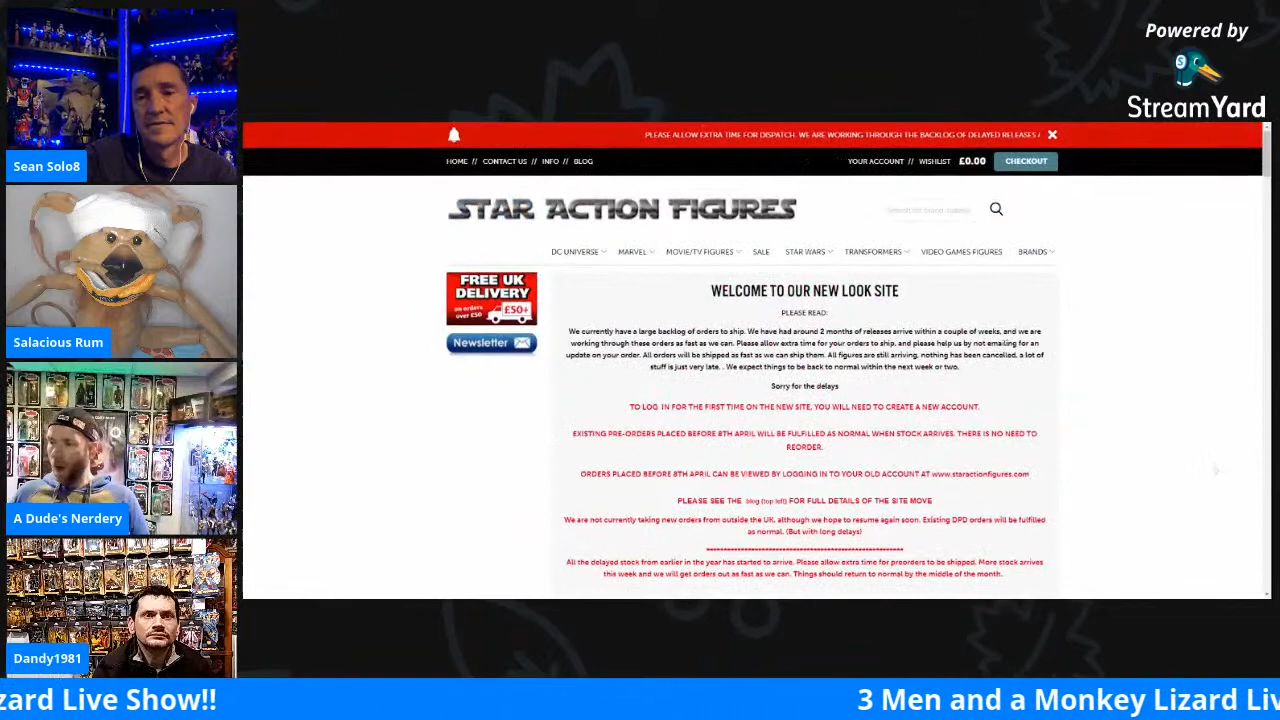 Powered by
StreamYard
Sean Solo8
Salacious Rum
A Dude's Nerdery
Dandy1981
PLEASE ALLOW EXTRA TIME FOR DISPATCH. WE ARE WORKING THROUGH THE BACKLOG OF DELAYED RELEASES
HOME // CONTACT US // INFO // BLOG
YOUR ACCOUNT // WISHLIST £0.00 CHECKOUT
STAR ACTION FIGURES
DC UNIVERSE MARVEL MOVIE/TV FIGURES SALE STAR WARS TRANSFORMERS VIDEO GAMES FIGURES BRANDS
FREE UK
DELIVERY
on orders
over £50
£50+
Newsletter
WELCOME TO OUR NEW LOOK SITE
PLEASE READ:
We currently have a large backlog of orders to ship. We have had around 2 months of releases arrive within a couple of weeks, and we are
working through these orders as fast as we can. Please allow extra time for your orders to ship, and please help us by not emailing for an
update on your order. All orders will be shipped as fast as we can ship them. All figures are still arriving, nothing has been cancelled, a lot of
stuff is just very late. . We expect things to be back to normal within the next week or two.
Sorry for the delays
TO LOG IN FOR THE FIRST TIME ON THE NEW SITE, YOU WILL NEED TO CREATE A NEW ACCOUNT.
EXISTING PRE-ORDERS PLACED BEFORE 8TH APRIL WILL BE FULFILLED AS NORMAL WHEN STOCK ARRIVES. THERE IS NO NEED TO
REORDER.
ORDERS PLACED BEFORE 8TH APRIL CAN BE VIEWED BY LOGGING IN TO YOUR OLD ACCOUNT AT www.staractionfigures.com
PLEASE SEE THE blog (top left) FOR FULL DETAILS OF THE SITE MOVE
We are not currently taking new orders from outside the UK, although we hope to resume again soon. Existing DPD orders will be fulfilled
as normal. (But with long delays)
All the delayed stock from earlier in the year has started to arrive. Please allow extra time for preorders to be shipped. More stock arrives
this week and we will get orders out as fast as we can. Things should return to normal by the middle of the month.
zard Live Show!!
3 Men and a Monkey Lizard Liv